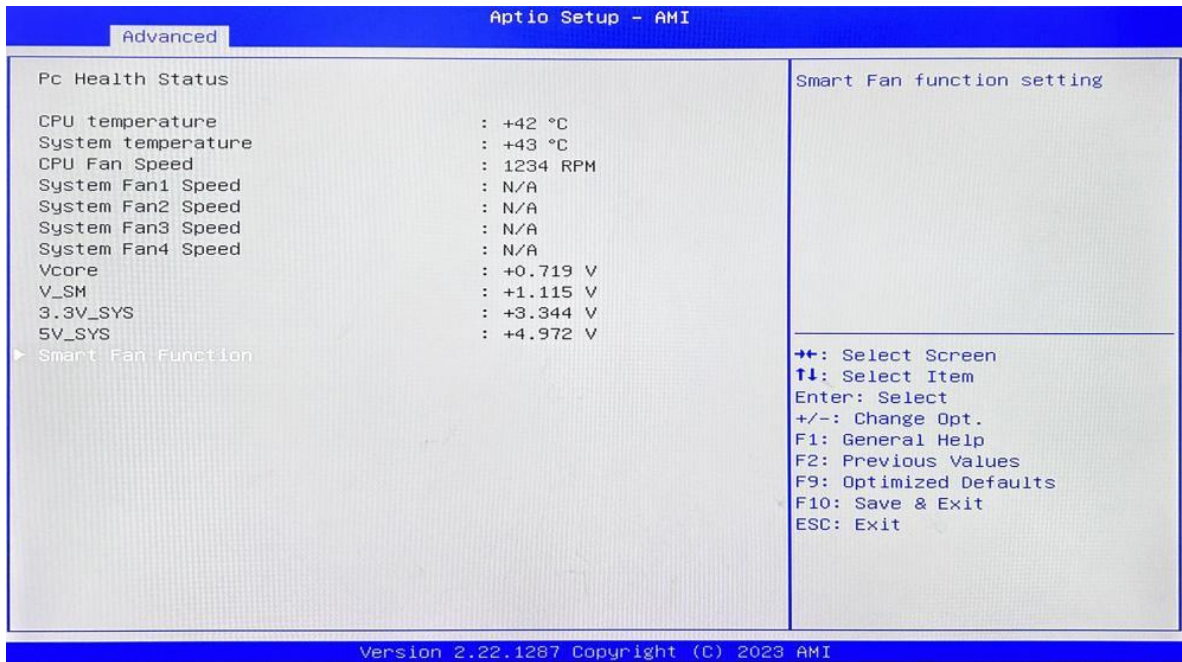 Aptio Setup - AMI
Advanced
Pc Health Status
CPU temperature : +42 °C
System temperature : +43 °C
CPU Fan Speed : 1234 RPM
System Fan1 Speed : N/A
System Fan2 Speed : N/A
System Fan3 Speed : N/A
System Fan4 Speed : N/A
Vcore : +0.719 V
V_SM : +1.115 V
3.3V_SYS : +3.344 V
5V_SYS : +4.972 V
▶ Smart Fan Function
Smart Fan function setting
→←: Select Screen
↑↓: Select Item
Enter: Select
+/-: Change Opt.
F1: General Help
F2: Previous Values
F9: Optimized Defaults
F10: Save & Exit
ESC: Exit
Version 2.22.1287 Copyright (C) 2023 AMI